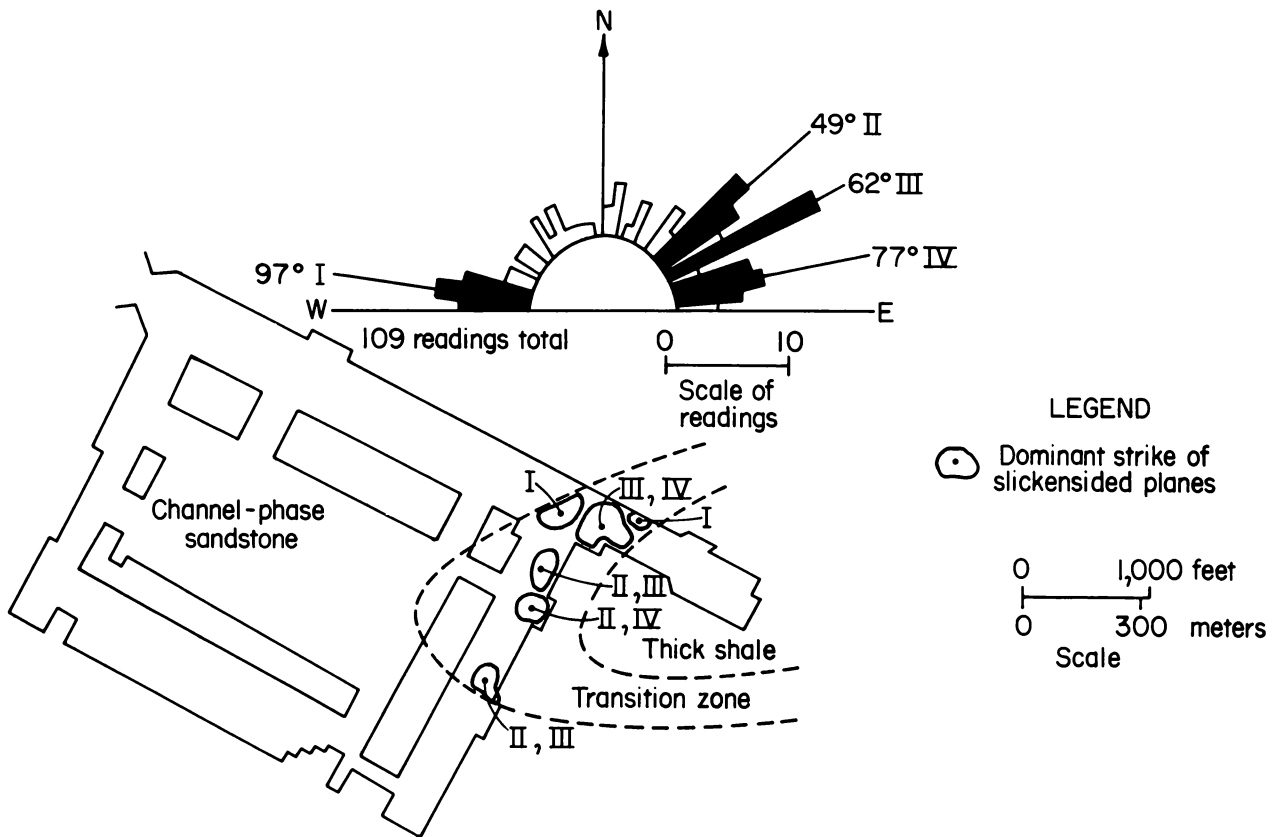 N
49° II
62° III
77° IV
97° I
W
E
109 readings total
0 10
Scale of
readings
LEGEND
Dominant strike of
slickensided planes
I
III, IV
I
Channel-phase
sandstone
II, III
II, IV
0 1,000 feet
0 300 meters
Scale
Thick shale
Transition zone
II, III